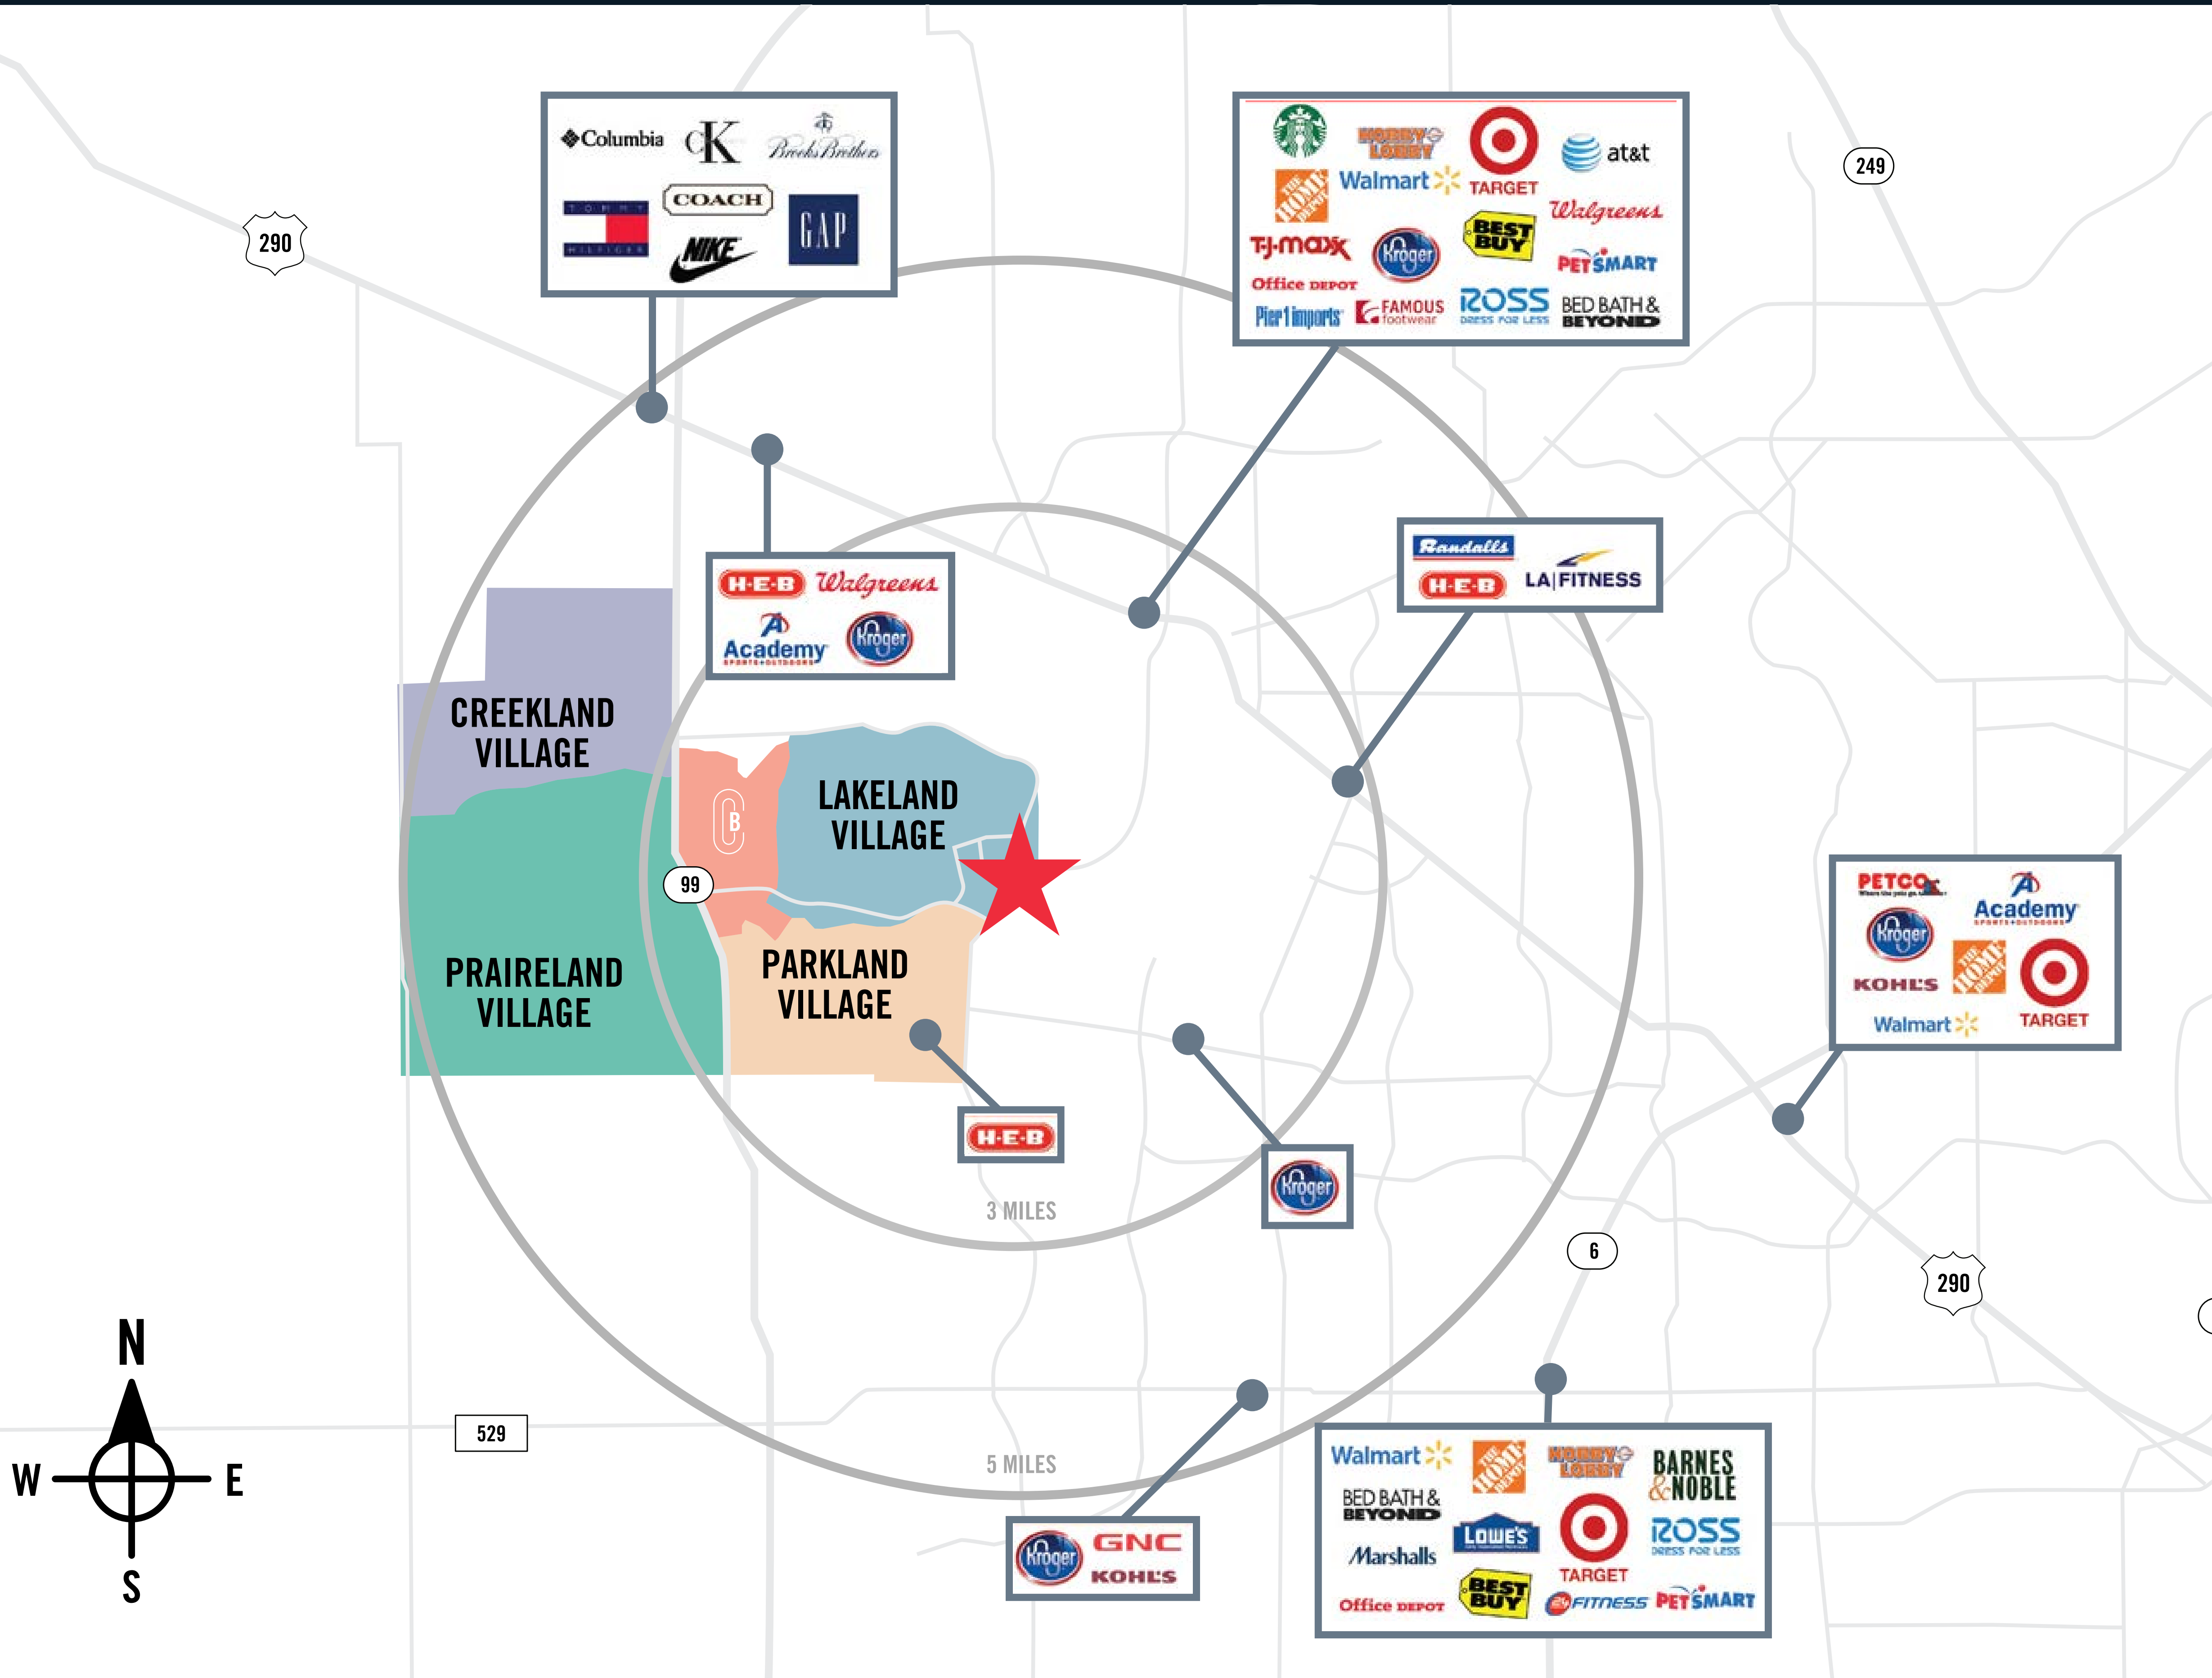 Columbia
cK
Brooks Brothers
TOMMY
HILFIGER
COACH
GAP
NIKE
HOBBY
LOBBY
TARGET
at&t
THE
HOME
DEPOT
Walmart
Walgreens
T•J•maxx
Kroger
BEST
BUY
PETSMART
Office DEPOT
Pier 1 imports
FAMOUS
footwear
ROSS
DRESS FOR LESS
BED BATH &
BEYOND
249
290
H-E-B
Walgreens
Academy
SPORTS+OUTDOORS
Kroger
Randalls
H-E-B
LA|FITNESS
CREEKLAND
VILLAGE
LAKELAND
VILLAGE
B
99
PRAIRELAND
VILLAGE
PARKLAND
VILLAGE
PETCO
Where the pets go.
Academy
SPORTS+OUTDOORS
Kroger
KOHL'S
THE
HOME
DEPOT
TARGET
Walmart
H-E-B
Kroger
3 MILES
6
290
N
W
E
S
529
5 MILES
Kroger
GNC
KOHL'S
Walmart
THE
HOME
DEPOT
HOBBY
LOBBY
BARNES
&NOBLE
BED BATH &
BEYOND
LOWE'S
TARGET
ROSS
DRESS FOR LESS
Marshalls
Office DEPOT
BEST
BUY
24 FITNESS
PETSMART